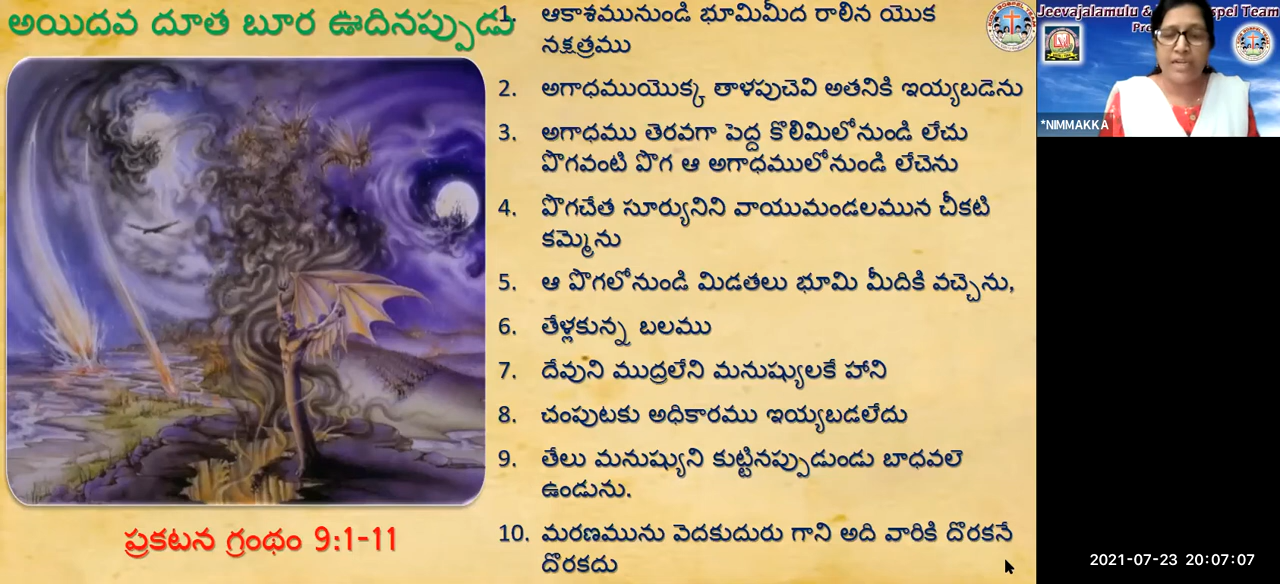 అయిదవ దూత బూర ఊదినప్పుడు
1. ఆకాశమునుండి భూమిమీద రాలిన యొక
నక్షత్రము
2. అగాధముయొక్క తాళపుచెవి అతనికి ఇయ్యబడెను
3. అగాధము తెరవగా పెద్ద కొలిమిలోనుండి లేచు
పొగవంటి పొగ ఆ అగాధములోనుండి లేచెను
4. పొగచేత సూర్యునిని వాయుమండలమున చీకటి
కమ్మెను
5. ఆ పొగలోనుండి మిడతలు భూమి మీదికి వచ్చెను,
6. తేళ్లకున్న బలము
7. దేవుని ముద్రలేని మనుష్యులకే హాని
8. చంపుటకు అధికారము ఇయ్యబడలేదు
9. తేలు మనుష్యుని కుట్టినప్పుడుండు బాధవలె
ఉండును.
10. మరణమును వెదకుదురు గాని అది వారికి దొరకనే
దొరకదు
ప్రకటన గ్రంథం 9:1-11
Jeevajalamulu & Gospel Team
*NIMMAKKA
2021-07-23 20:07:07